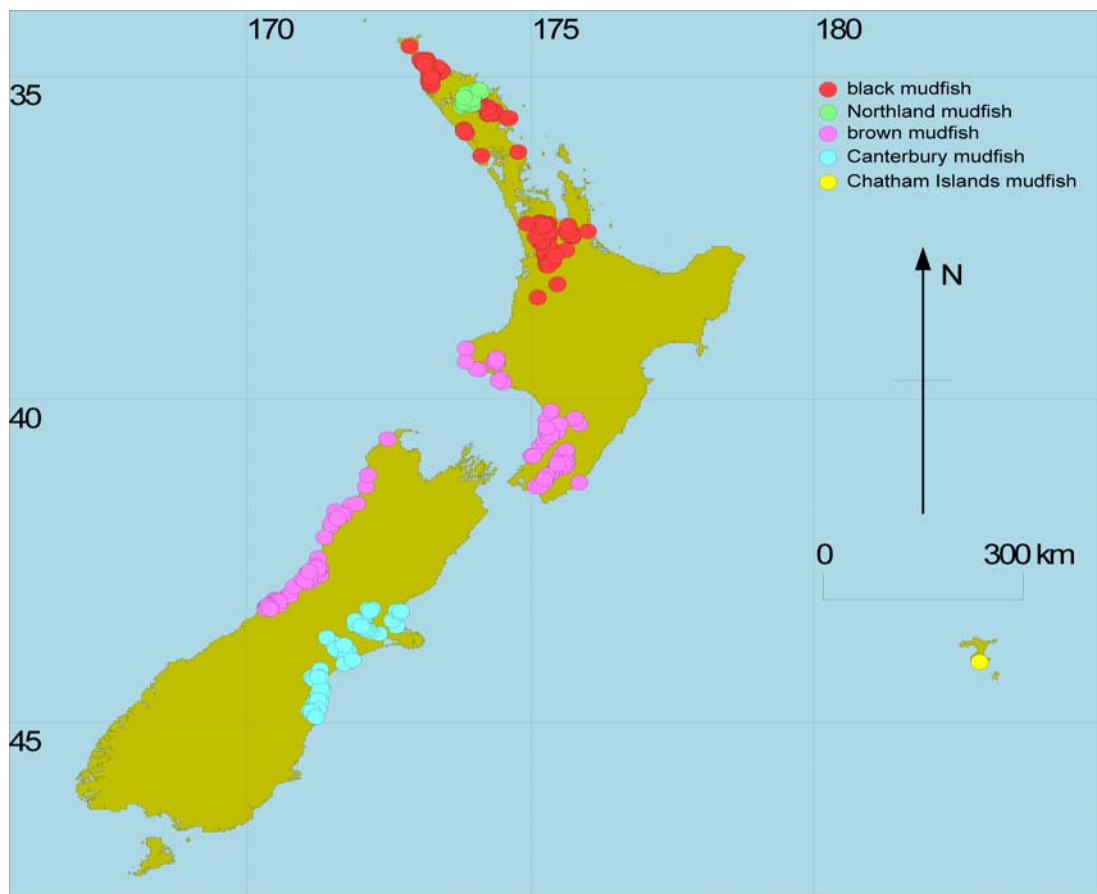 170 175 180
35
black mudfish
Northland mudfish
brown mudfish
Canterbury mudfish
Chatham Islands mudfish
N
40
0 300 km
45